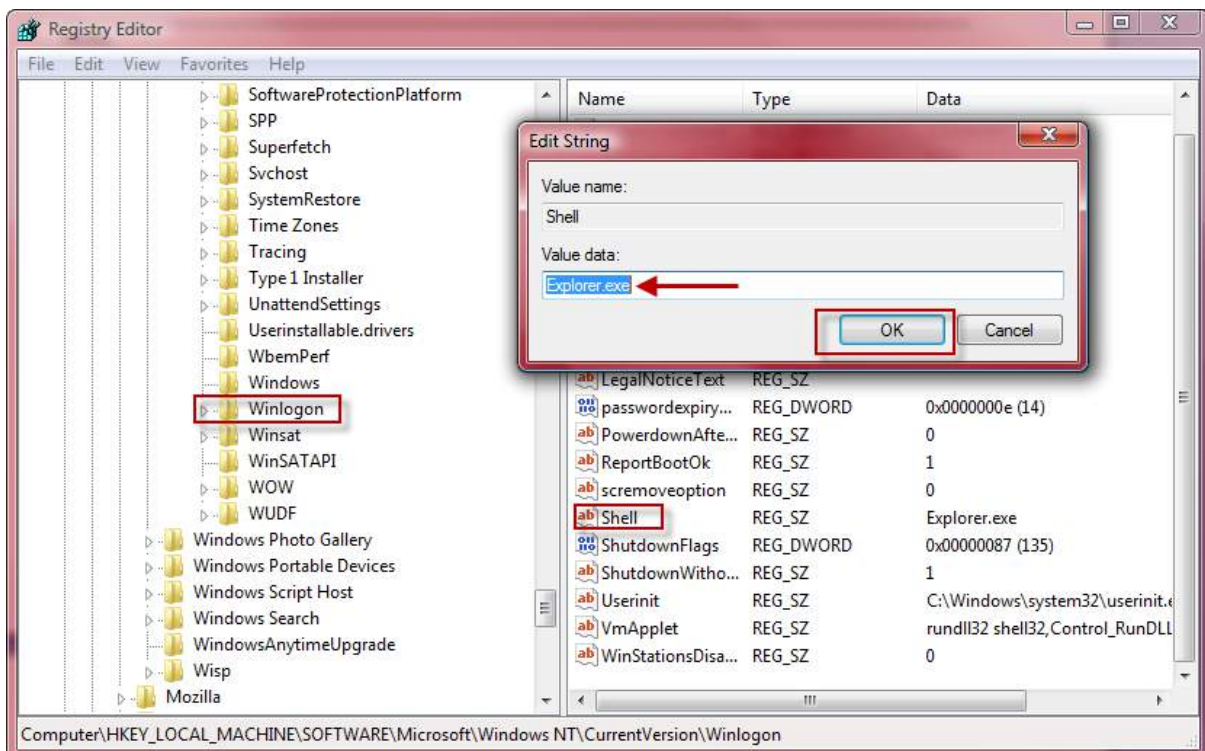 Registry Editor
File Edit View Favorites Help
SoftwareProtectionPlatform
SPP
Superfetch
Svchost
SystemRestore
Time Zones
Tracing
Type 1 Installer
UnattendSettings
Userinstallable.drivers
WbemPerf
Windows
Winlogon
Winsat
WinSATAPI
WOW
WUDF
Windows Photo Gallery
Windows Portable Devices
Windows Script Host
Windows Search
WindowsAnytimeUpgrade
Wisp
Mozilla
Name Type Data
Edit String
Value name:
Shell
Value data:
Explorer.exe
OK Cancel
LegalNoticeText REG_SZ
passwordexpiry... REG_DWORD 0x0000000e (14)
PowerdownAfte... REG_SZ 0
ReportBootOk REG_SZ 1
scremoveoption REG_SZ 0
Shell REG_SZ Explorer.exe
ShutdownFlags REG_DWORD 0x00000087 (135)
ShutdownWitho... REG_SZ 1
Userinit REG_SZ C:\Windows\system32\userinit.e
VmApplet REG_SZ rundll32 shell32,Control_RunDLL
WinStationsDisa... REG_SZ 0
Computer\HKEY_LOCAL_MACHINE\SOFTWARE\Microsoft\Windows NT\CurrentVersion\Winlogon